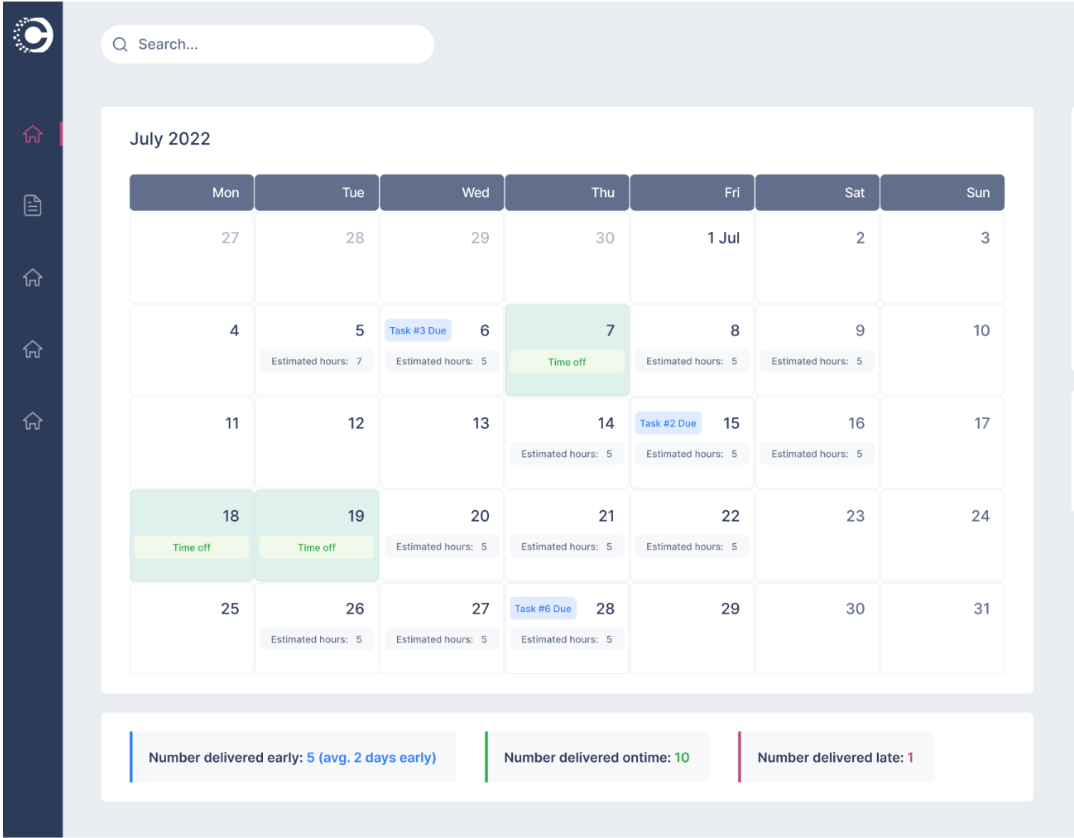 Search...
July 2022
Mon Tue Wed Thu Fri Sat Sun
27 28 29 30 1 Jul 2 3
4 5 Task #3 Due 6 7 8 9 10
Estimated hours: 7 Estimated hours: 5 Time off Estimated hours: 5 Estimated hours: 5
11 12 13 14 Task #2 Due 15 16 17
Estimated hours: 5 Estimated hours: 5 Estimated hours: 5
18 19 20 21 22 23 24
Time off Time off Estimated hours: 5 Estimated hours: 5 Estimated hours: 5
25 26 27 Task #6 Due 28 29 30 31
Estimated hours: 5 Estimated hours: 5 Estimated hours: 5
Number delivered early: 5 (avg. 2 days early) Number delivered ontime: 10 Number delivered late: 1